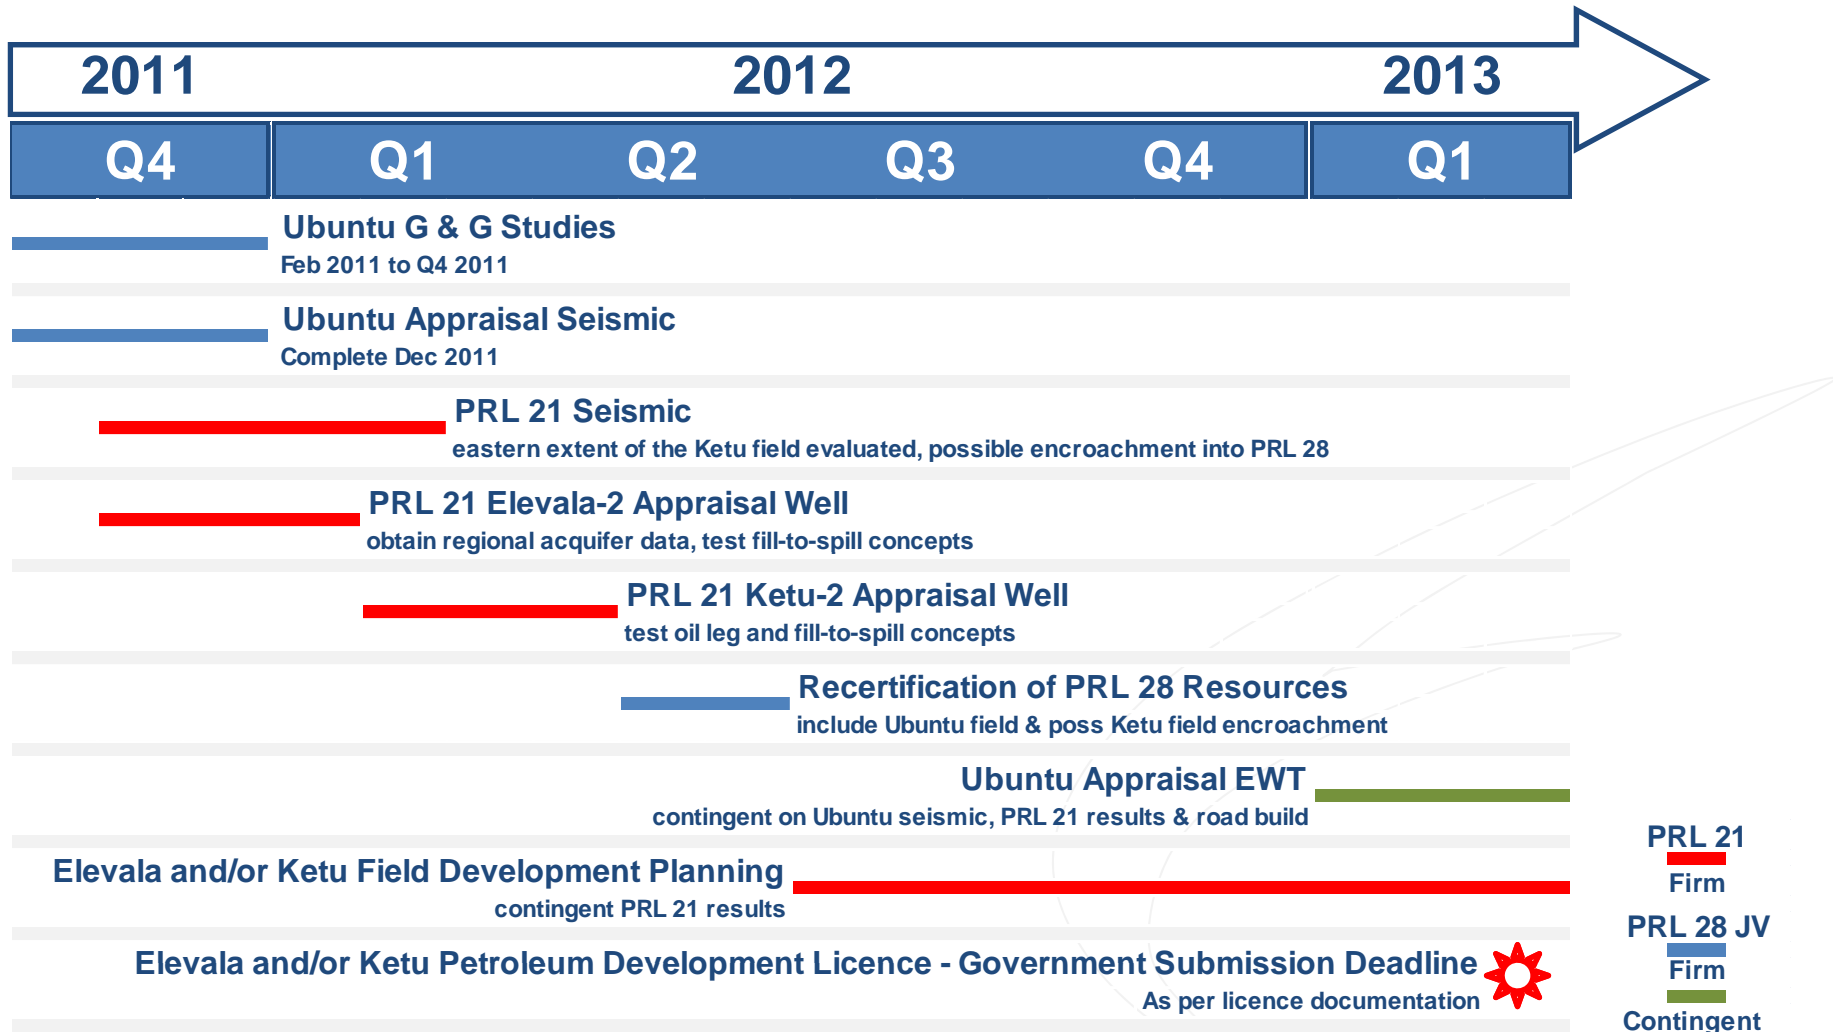 2011 2012 2013
Q4 Q1 Q2 Q3 Q4 Q1
Ubuntu G & G Studies
Feb 2011 to Q4 2011
Ubuntu Appraisal Seismic
Complete Dec 2011
PRL 21 Seismic
eastern extent of the Ketu field evaluated, possible encroachment into PRL 28
PRL 21 Elevala-2 Appraisal Well
obtain regional acquifer data, test fill-to-spill concepts
PRL 21 Ketu-2 Appraisal Well
test oil leg and fill-to-spill concepts
Recertification of PRL 28 Resources
include Ubuntu field & poss Ketu field encroachment
Ubuntu Appraisal EWT
contingent on Ubuntu seismic, PRL 21 results & road build
Elevala and/or Ketu Field Development Planning
contingent PRL 21 results
Elevala and/or Ketu Petroleum Development Licence - Government Submission Deadline
As per licence documentation
PRL 21
Firm
PRL 28 JV
Firm
Contingent